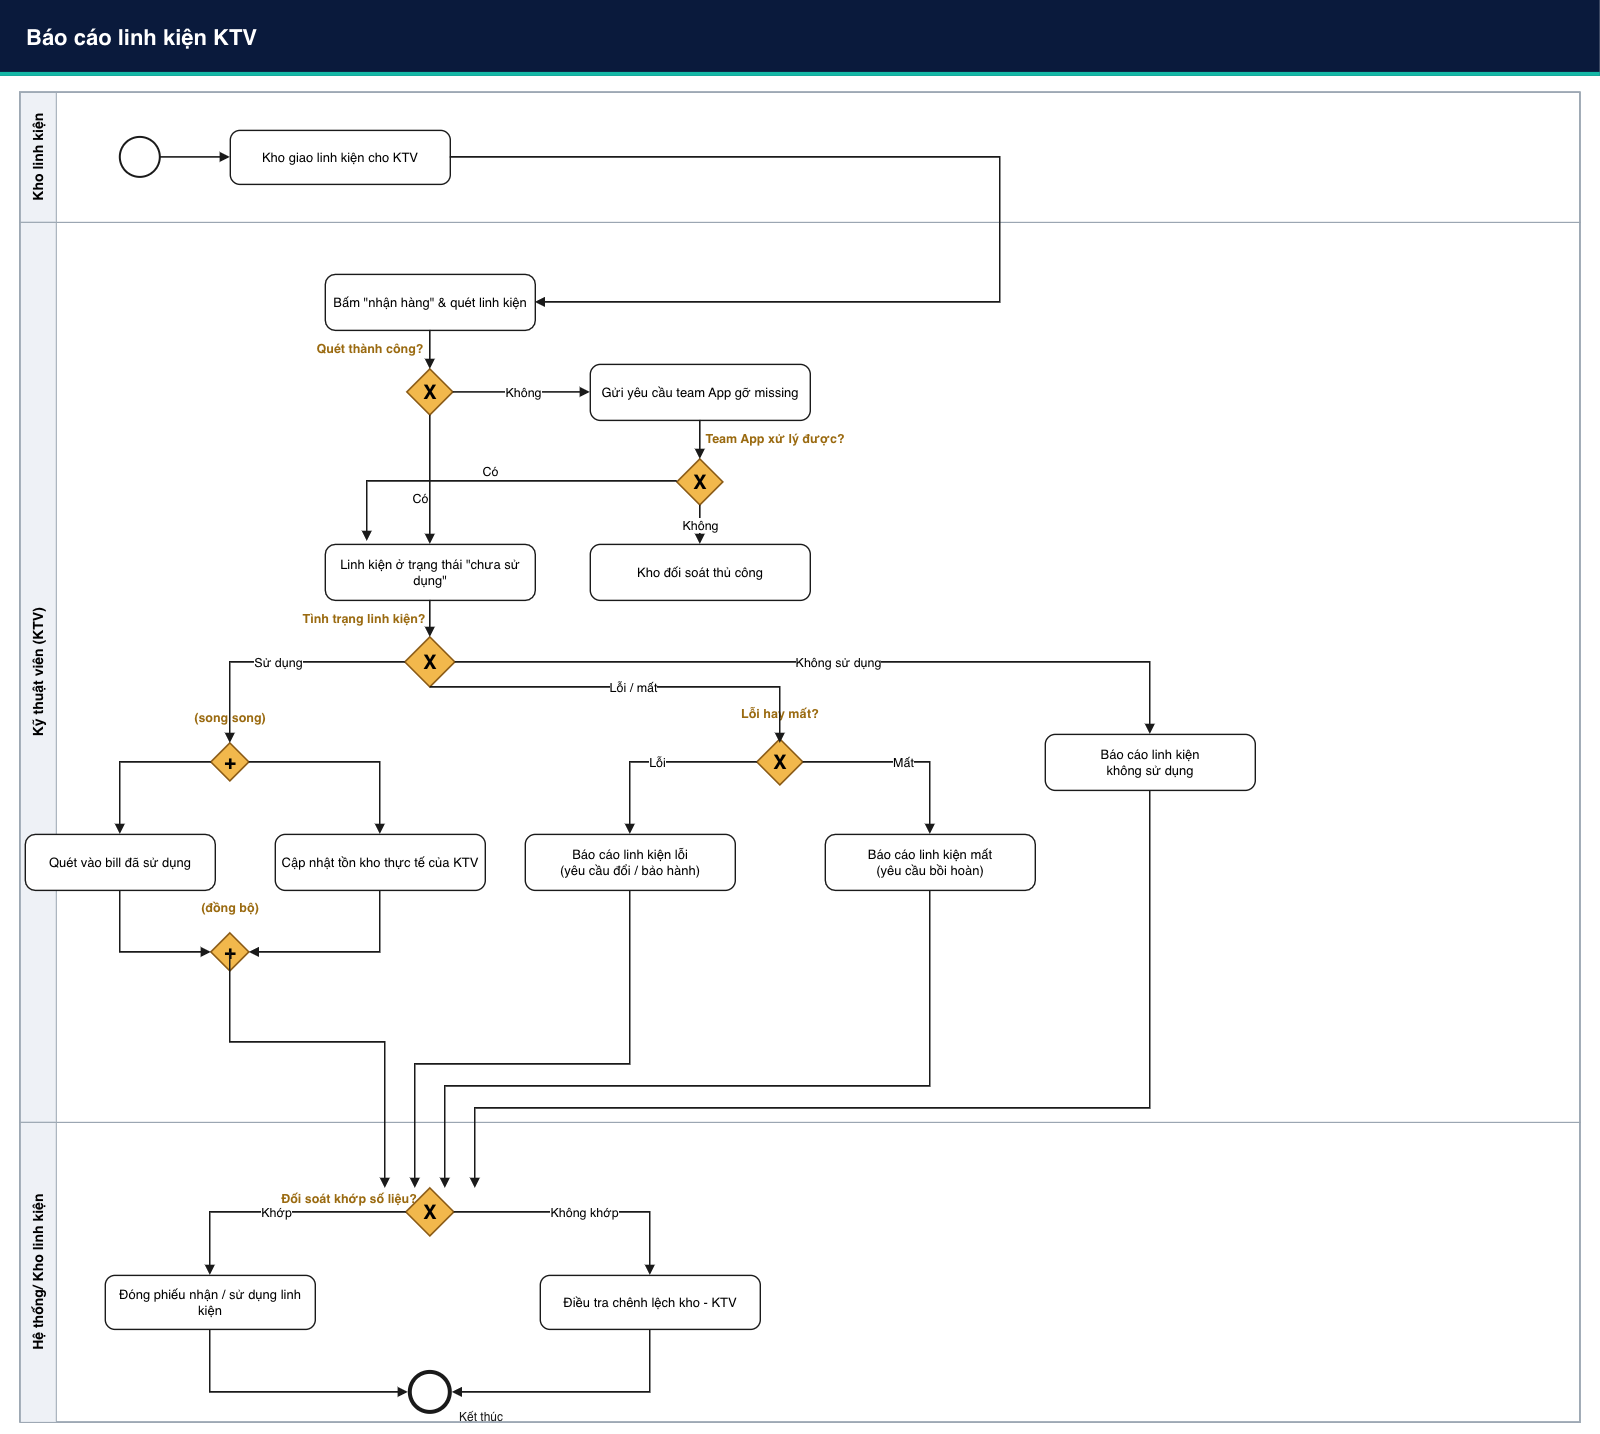 Báo cáo linh kiện KTV
Kho linh kiện
Kho giao linh kiện cho KTV
Kỹ thuật viên (KTV)
Bấm "nhận hàng" & quét linh kiện
Quét thành công?
X
Không
Gửi yêu cầu team App gỡ missing
Team App xử lý được?
X
Có
Có
Không
Linh kiện ở trạng thái "chưa sử
dụng"
Kho đối soát thủ công
Tình trạng linh kiện?
X
Sử dụng
Không sử dụng
Lỗi / mất
(song song)
Lỗi hay mất?
+
Lỗi
X
Mất
Báo cáo linh kiện
không sử dụng
Quét vào bill đã sử dụng
Cập nhật tồn kho thực tế của KTV
Báo cáo linh kiện lỗi
(yêu cầu đổi / bảo hành)
Báo cáo linh kiện mất
(yêu cầu bồi hoàn)
(đồng bộ)
+
Hệ thống/ Kho linh kiện
Đối soát khớp số liệu?
Khớp
X
Không khớp
Đóng phiếu nhận / sử dụng linh
kiện
Điều tra chênh lệch kho - KTV
Kết thúc